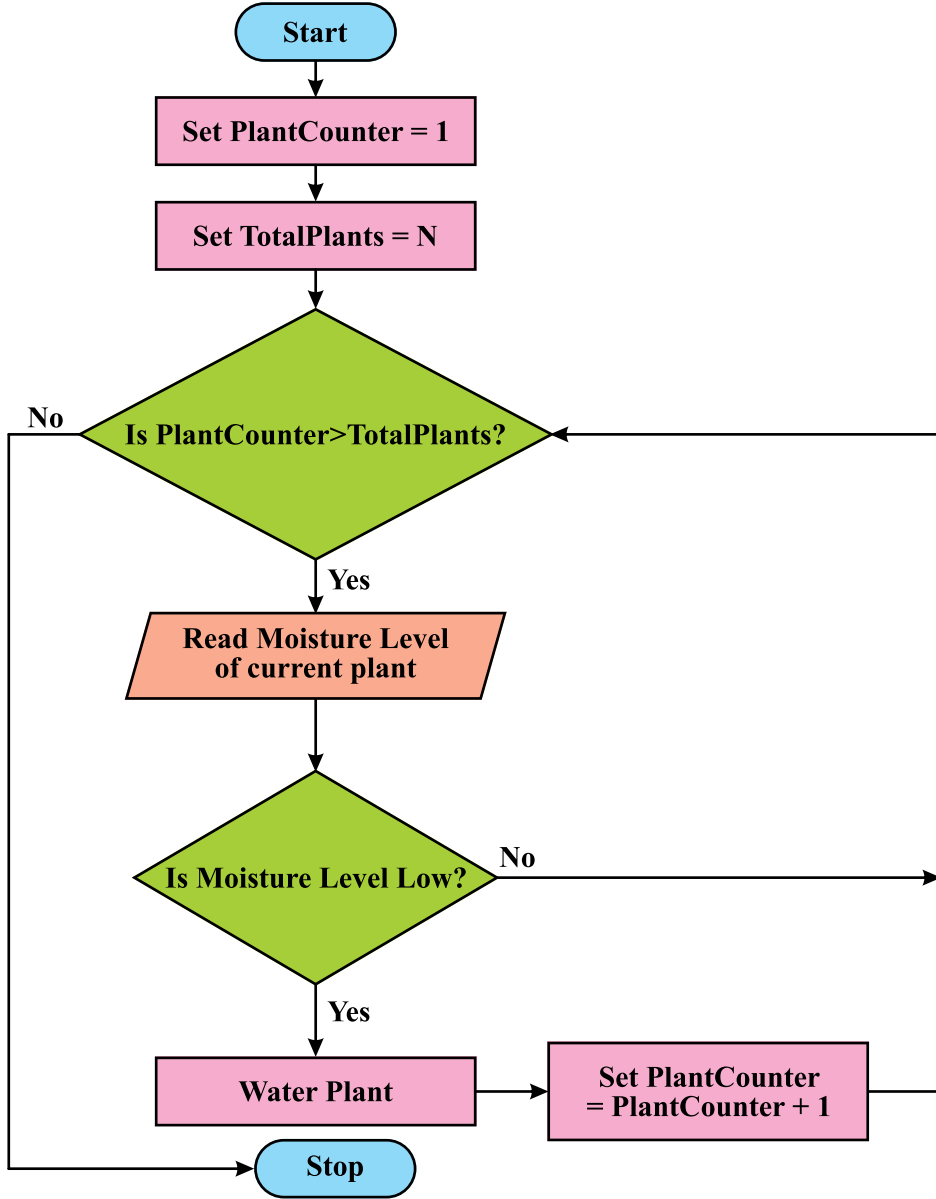 Start
Set PlantCounter = 1
Set TotalPlants = N
No
Is PlantCounter>TotalPlants?
Yes
Read Moisture Level
of current plant
No
Is Moisture Level Low?
Yes
Water Plant
Set PlantCounter
= PlantCounter + 1
Stop